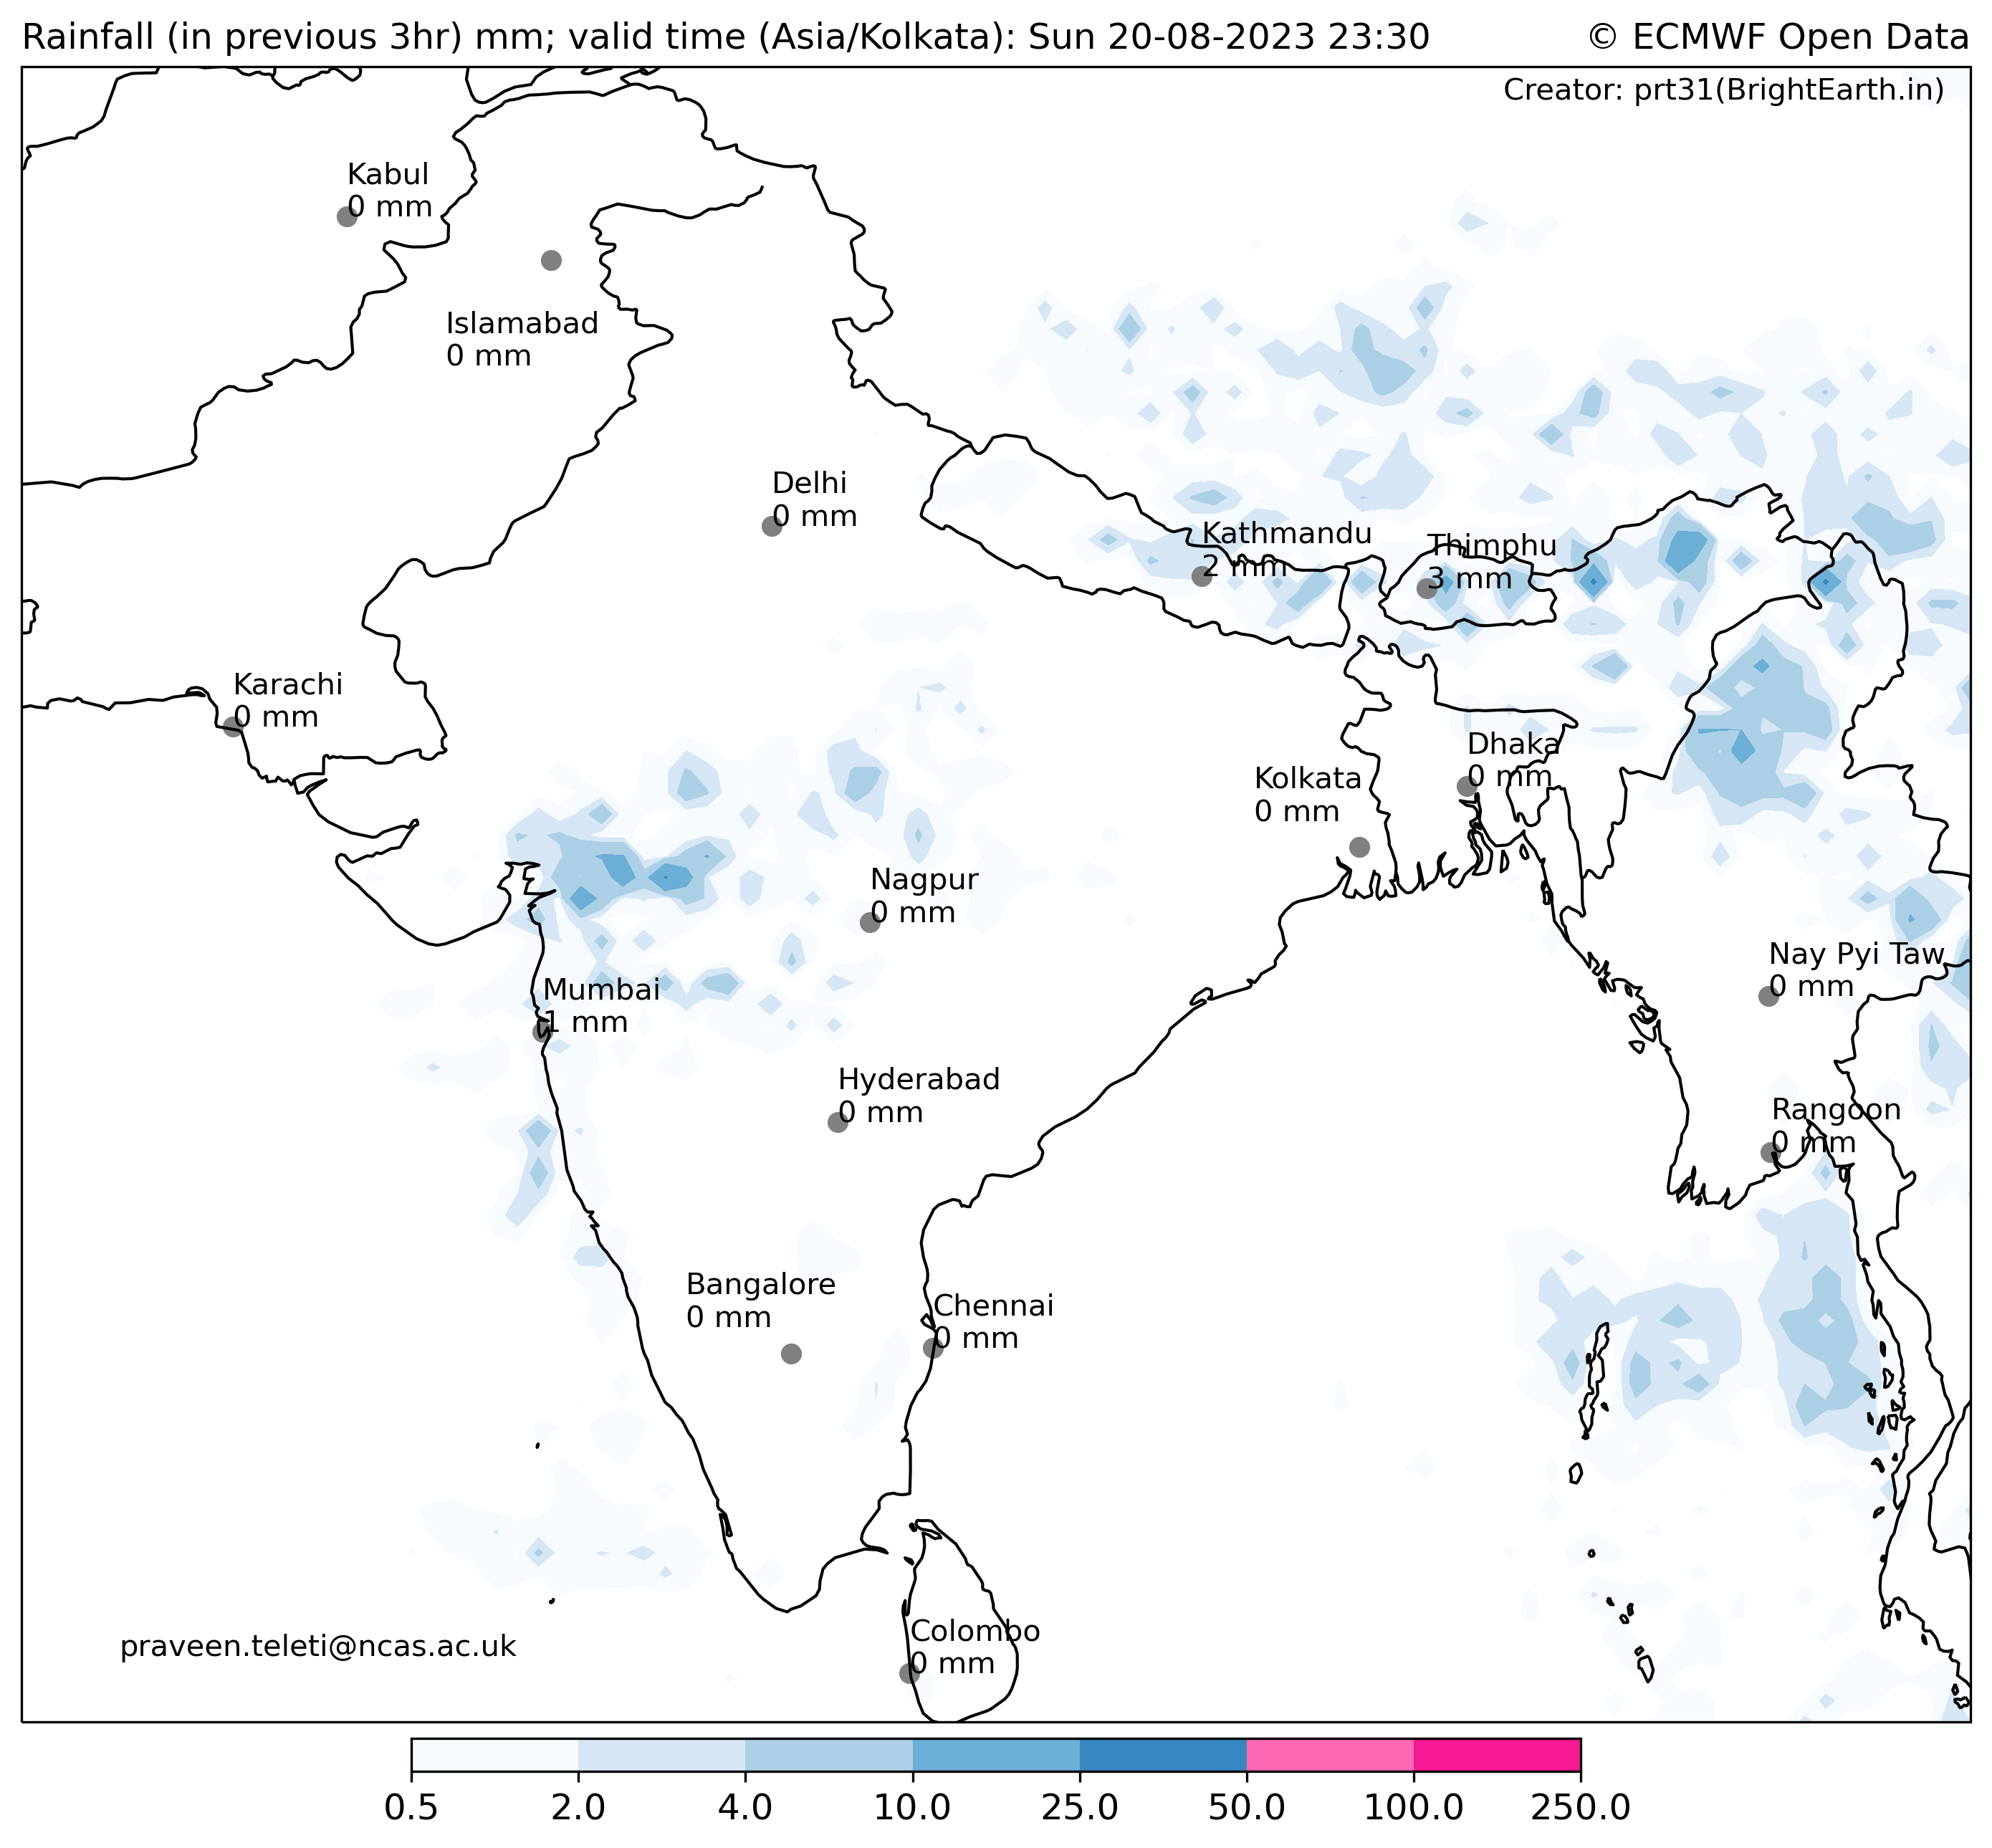 Rainfall (in previous 3hr) mm; valid time (Asia/Kolkata): Sun 20-08-2023 23:30
© ECMWF Open Data
Creator: prt31(BrightEarth.in)
Kabul
0 mm
Islamabad
0 mm
Delhi
0 mm
Kathmandu
2 mm
Thimphu
3 mm
Karachi
0 mm
Dhaka
0 mm
Kolkata
0 mm
Nagpur
0 mm
Nay Pyi Taw
0 mm
Mumbai
1 mm
Hyderabad
0 mm
Rangoon
0 mm
Bangalore
0 mm
Chennai
0 mm
Colombo
0 mm
praveen.teleti@ncas.ac.uk
0.5 2.0 4.0 10.0 25.0 50.0 100.0 250.0